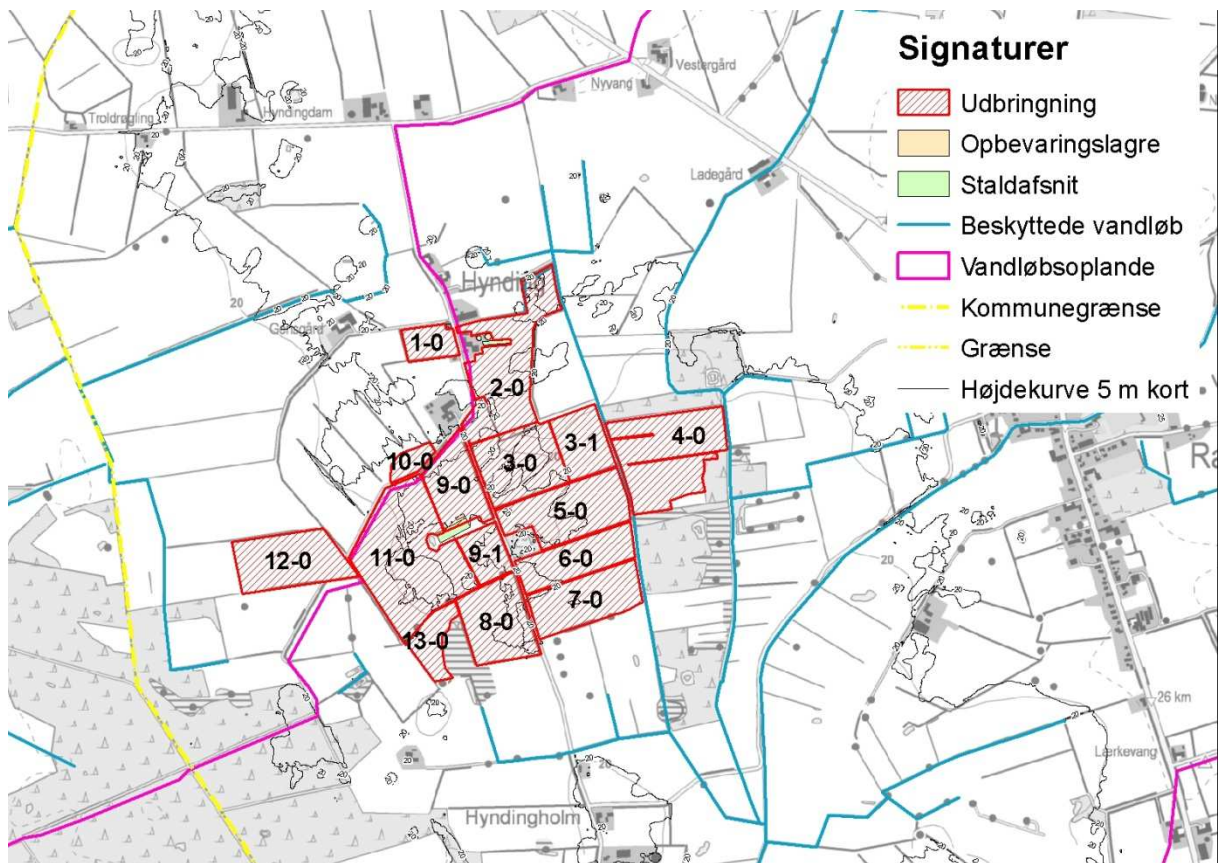 Signaturer
Udbringning
Opbevaringslagre
Staldafsnit
Beskyttede vandløb
Vandløbsoplande
Kommunegrænse
Grænse
Højdekurve 5 m kort
Vestergård
Nyvang
Troldrøgling
Hyndingdam
Ladegård
20
Hynding
1-0
2-0
3-1
4-0
3-0
10-0
9-0
5-0
12-0
11-0
9-1
6-0
7-0
8-0
13-0
20
26 km
Lærkevang
Hyndingholm